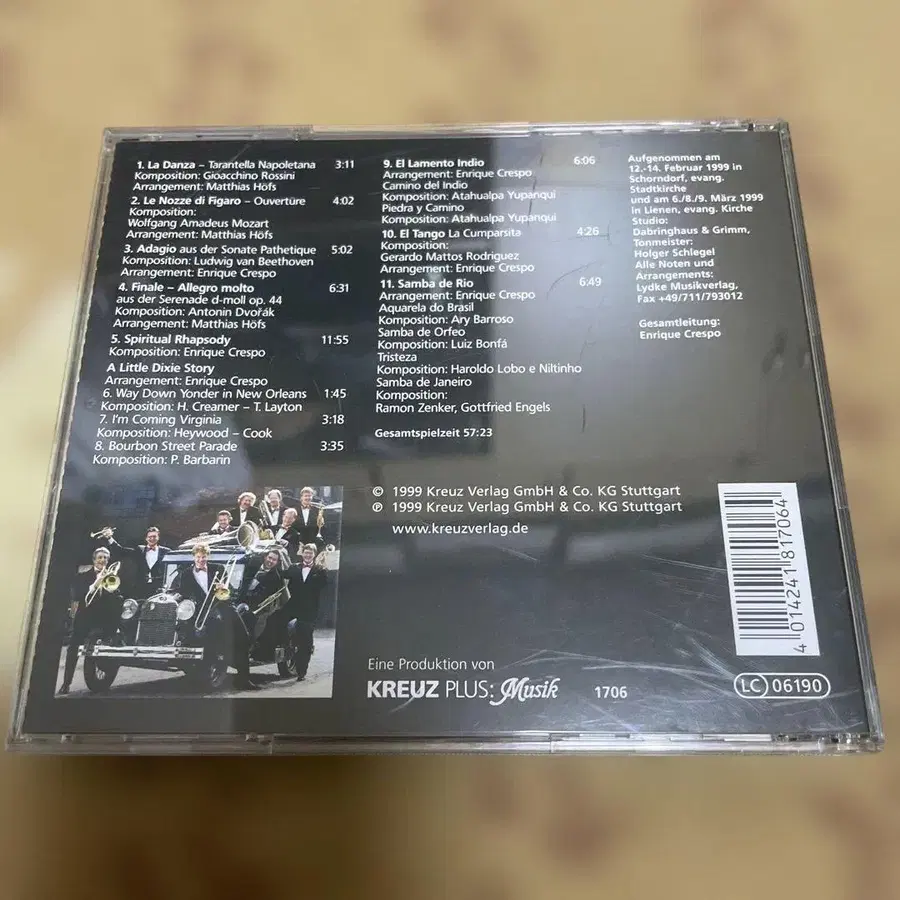 1. La Danza – Tarantella Napoletana 3:11
Komposition: Gioacchino Rossini
Arrangement: Matthias Höfs
2. Le Nozze di Figaro – Ouvertüre 4:02
Komposition:
Wolfgang Amadeus Mozart
Arrangement: Matthias Höfs
3. Adagio aus der Sonate Pathetique 5:02
Komposition: Ludwig van Beethoven
Arrangement: Enrique Crespo
4. Finale – Allegro molto 6:31
aus der Serenade d-moll op. 44
Komposition: Antonin Dvořák
Arrangement: Matthias Höfs
5. Spiritual Rhapsody 11:55
Komposition: Enrique Crespo
A Little Dixie Story
Arrangement: Enrique Crespo
6. Way Down Yonder in New Orleans 1:45
Komposition: H. Creamer – T. Layton
7. I'm Coming Virginia 3:18
Komposition: Heywood – Cook
8. Bourbon Street Parade 3:35
Komposition: P. Barbarin
9. El Lamento Indio 6:06
Arrangement: Enrique Crespo
Camino del Indio
Komposition: Atahualpa Yupanqui
Piedra y Camino
Komposition: Atahualpa Yupanqui
10. El Tango La Cumparsita 4:26
Komposition:
Gerardo Mattos Rodriguez
Arrangement: Enrique Crespo
11. Samba de Rio 6:49
Arrangement: Enrique Crespo
Aquarela do Brasil
Komposition: Ary Barroso
Samba de Orfeo
Komposition: Luiz Bonfá
Tristeza
Komposition: Haroldo Lobo e Niltinho
Samba de Janeiro
Komposition:
Ramon Zenker, Gottfried Engels
Gesamtspielzeit 57:23
Aufgenommen am
12.-14. Februar 1999 in
Schorndorf, evang.
Stadtkirche
und am 6./8./9. März 1999
in Lienen, evang. Kirche
Studio:
Dabringhaus & Grimm,
Tonmeister:
Holger Schlegel
Alle Noten und
Arrangements:
Lydke Musikverlag,
Fax +49/711/793012
Gesamtleitung:
Enrique Crespo
© 1999 Kreuz Verlag GmbH & Co. KG Stuttgart
℗ 1999 Kreuz Verlag GmbH & Co. KG Stuttgart
www.kreuzverlag.de
4 014241 817064
Eine Produktion von
KREUZ PLUS: Musik 1706
LC 06190